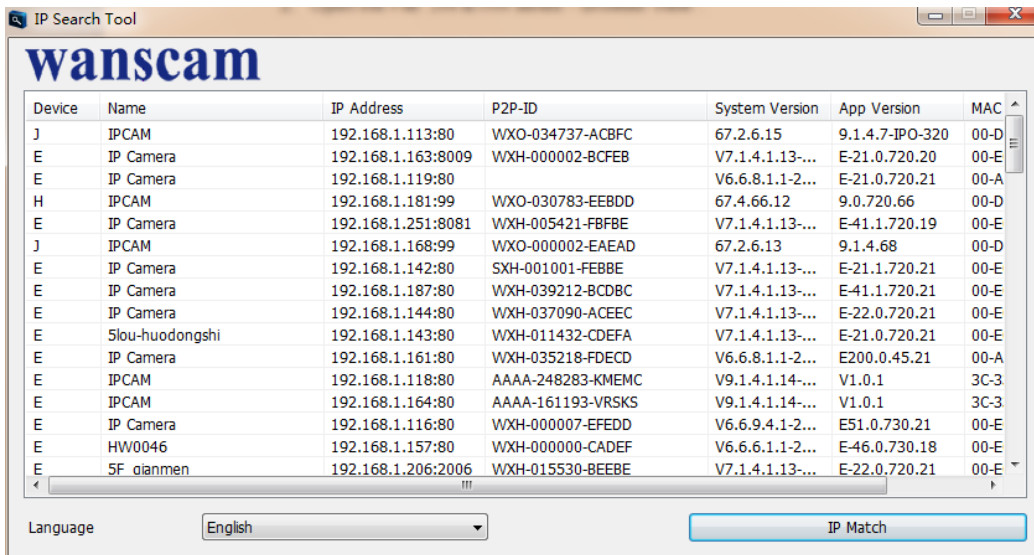 IP Search Tool
wanscam
Device Name IP Address P2P-ID System Version App Version MAC
J IPCAM 192.168.1.113:80 WXO-034737-ACBFC 67.2.6.15 9.1.4.7-IPO-320 00-D
E IP Camera 192.168.1.163:8009 WXH-000002-BCFEB V7.1.4.1.13-... E-21.0.720.20 00-E
E IP Camera 192.168.1.119:80 V6.6.8.1.1-2... E-21.0.720.21 00-A
H IPCAM 192.168.1.181:99 WXO-030783-EEBDD 67.4.66.12 9.0.720.66 00-D
E IP Camera 192.168.1.251:8081 WXH-005421-FBFBE V7.1.4.1.13-... E-41.1.720.19 00-E
J IPCAM 192.168.1.168:99 WXO-000002-EAEAD 67.2.6.13 9.1.4.68 00-D
E IP Camera 192.168.1.142:80 SXH-001001-FEBBE V7.1.4.1.13-... E-21.1.720.21 00-E
E IP Camera 192.168.1.187:80 WXH-039212-BCDBC V7.1.4.1.13-... E-41.1.720.21 00-E
E IP Camera 192.168.1.144:80 WXH-037090-ACEEC V7.1.4.1.13-... E-22.0.720.21 00-E
E 5lou-huodongshi 192.168.1.143:80 WXH-011432-CDEFA V7.1.4.1.13-... E-21.0.720.21 00-E
E IP Camera 192.168.1.161:80 WXH-035218-FDECD V6.6.8.1.1-2... E200.0.45.21 00-A
E IPCAM 192.168.1.118:80 AAAA-248283-KMEMC V9.1.4.1.14-... V1.0.1 3C-3
E IPCAM 192.168.1.164:80 AAAA-161193-VRSKS V9.1.4.1.14-... V1.0.1 3C-3
E IP Camera 192.168.1.116:80 WXH-000007-EFEDD V6.6.9.4.1-2... E51.0.730.21 00-E
E HW0046 192.168.1.157:80 WXH-000000-CADEF V6.6.6.1.1-2... E-46.0.730.18 00-E
E 5F_qianmen 192.168.1.206:2006 WXH-015530-BEEBE V7.1.4.1.13-... E-22.0.720.21 00-E
Language English IP Match